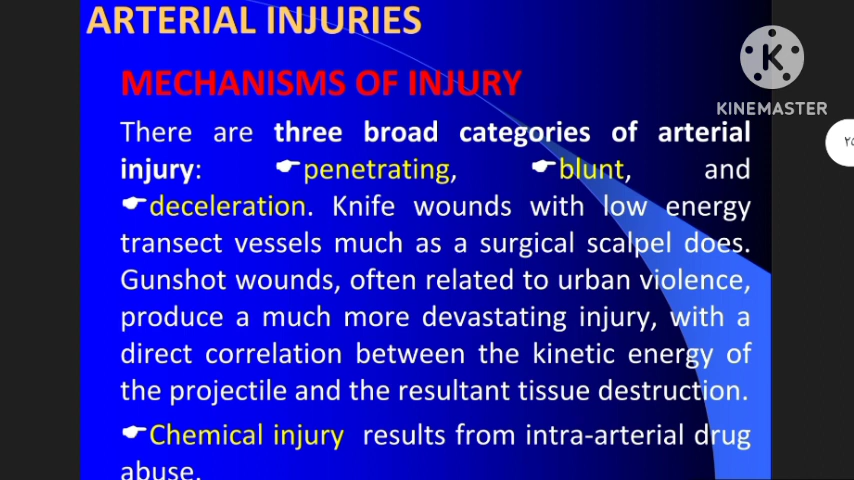 ARTERIAL INJURIES
MECHANISMS OF INJURY
There are three broad categories of arterial
injury: ☛penetrating, ☛blunt, and
☛deceleration. Knife wounds with low energy
transect vessels much as a surgical scalpel does.
Gunshot wounds, often related to urban violence,
produce a much more devastating injury, with a
direct correlation between the kinetic energy of
the projectile and the resultant tissue destruction.
☛Chemical injury results from intra-arterial drug
abuse.
K
KINEMASTER